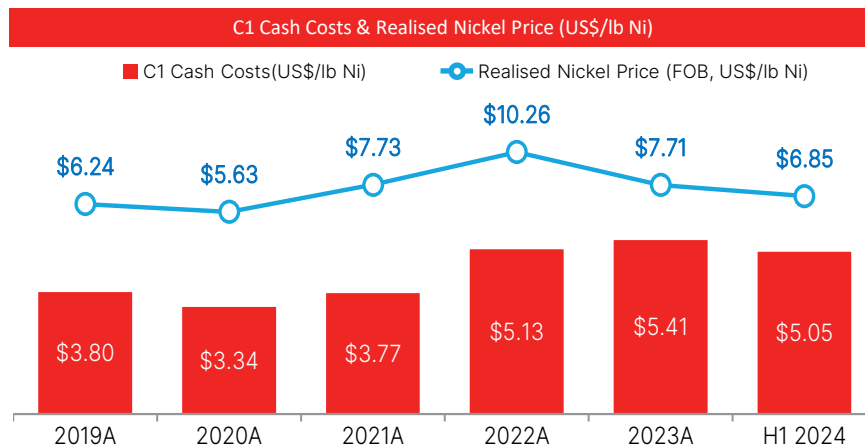 C1 Cash Costs & Realised Nickel Price (US$/lb Ni)
C1 Cash Costs(US$/lb Ni) Realised Nickel Price (FOB, US$/lb Ni)
$6.24 $5.63 $7.73 $10.26 $7.71 $6.85
$3.80 $3.34 $3.77 $5.13 $5.41 $5.05
2019A 2020A 2021A 2022A 2023A H1 2024